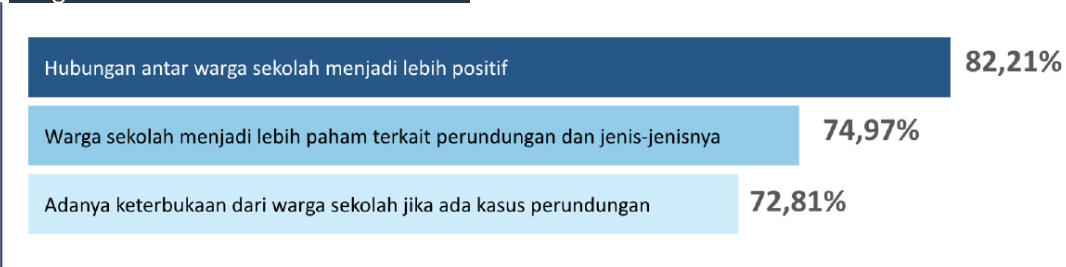 Hubungan antar warga sekolah menjadi lebih positif 82,21%
Warga sekolah menjadi lebih paham terkait perundungan dan jenis-jenisnya 74,97%
Adanya keterbukaan dari warga sekolah jika ada kasus perundungan 72,81%